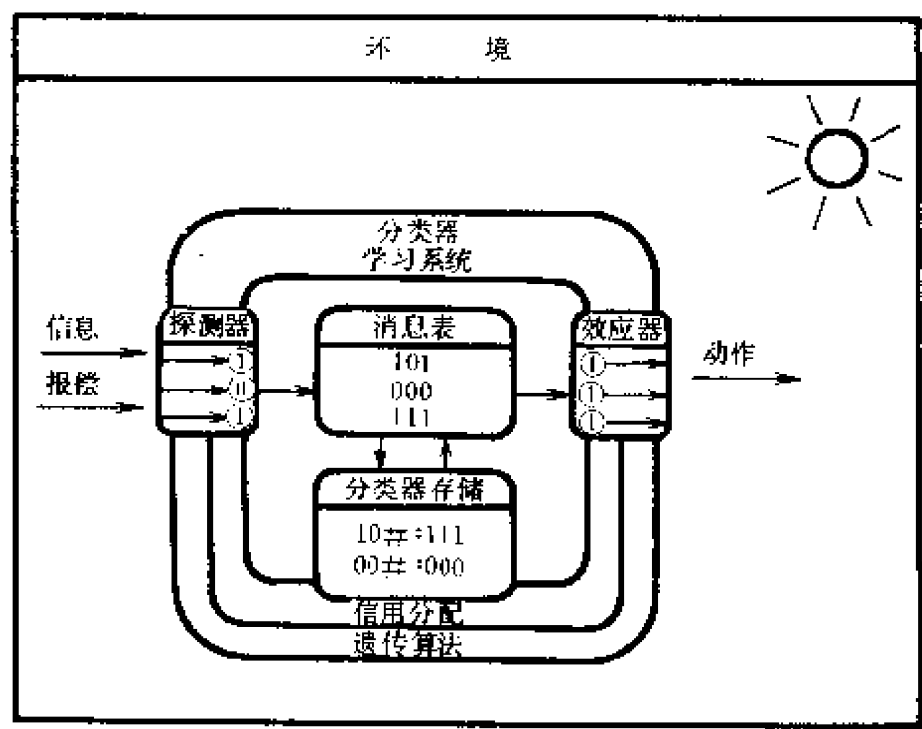 环 境
分类器
学习系统
信息
报偿
探测器
1
0
1
消息表
101
000
111
效应器
1
1
1
动作
分类器存储
10#:111
00#:000
信用分配
遗传算法